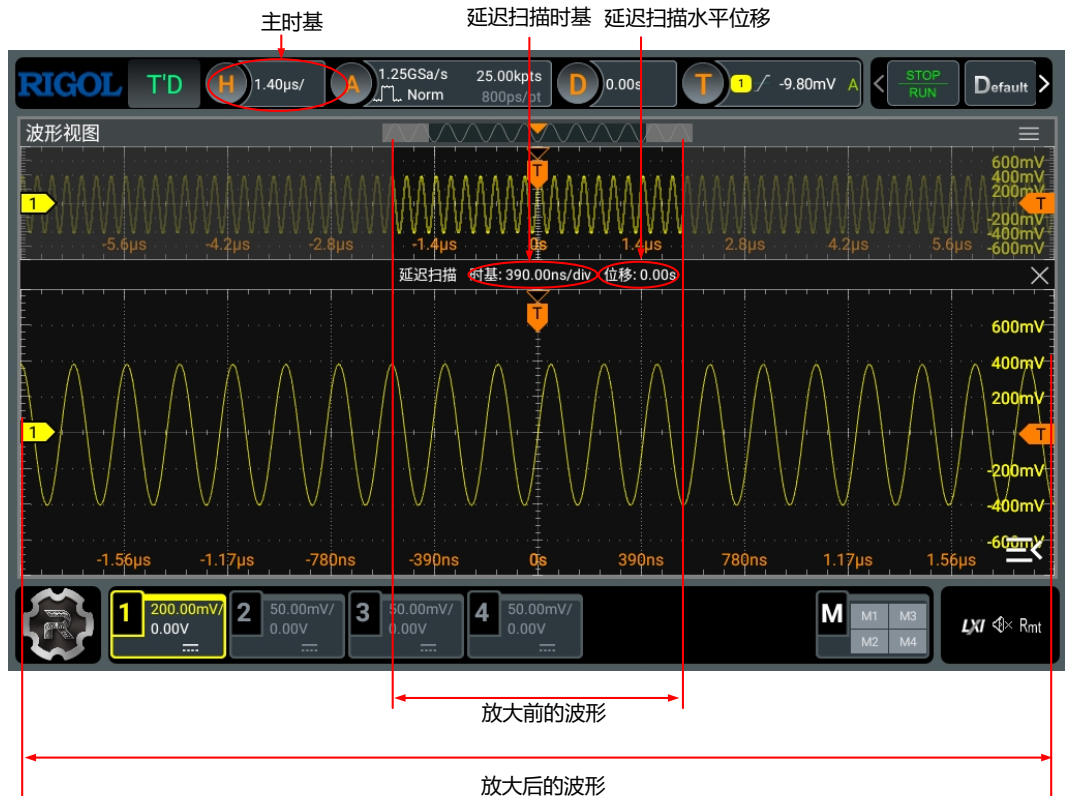 主时基
延迟扫描时基 延迟扫描水平位移
RIGOL T'D H 1.40μs/ A 1.25GSa/s 25.00kpts D 0.00s T 1 -9.80mV A STOP Default
Norm 800ps/pt RUN
波形视图
T
600mV
400mV
200mV
1 T
-200mV
-400mV
-5.6μs -4.2μs -2.8μs -1.4μs 0s 1.4μs 2.8μs 4.2μs 5.6μs -600mV
延迟扫描 时基: 390.00ns/div 位移: 0.00s
T
600mV
400mV
200mV
1 T
-200mV
-400mV
-600mV
-1.56μs -1.17μs -780ns -390ns 0s 390ns 780ns 1.17μs 1.56μs
1 200.00mV/ 2 50.00mV/ 3 50.00mV/ 4 50.00mV/ M M1 M3 LXI Rmt
0.00V 0.00V 0.00V 0.00V M2 M4
R
放大前的波形
放大后的波形